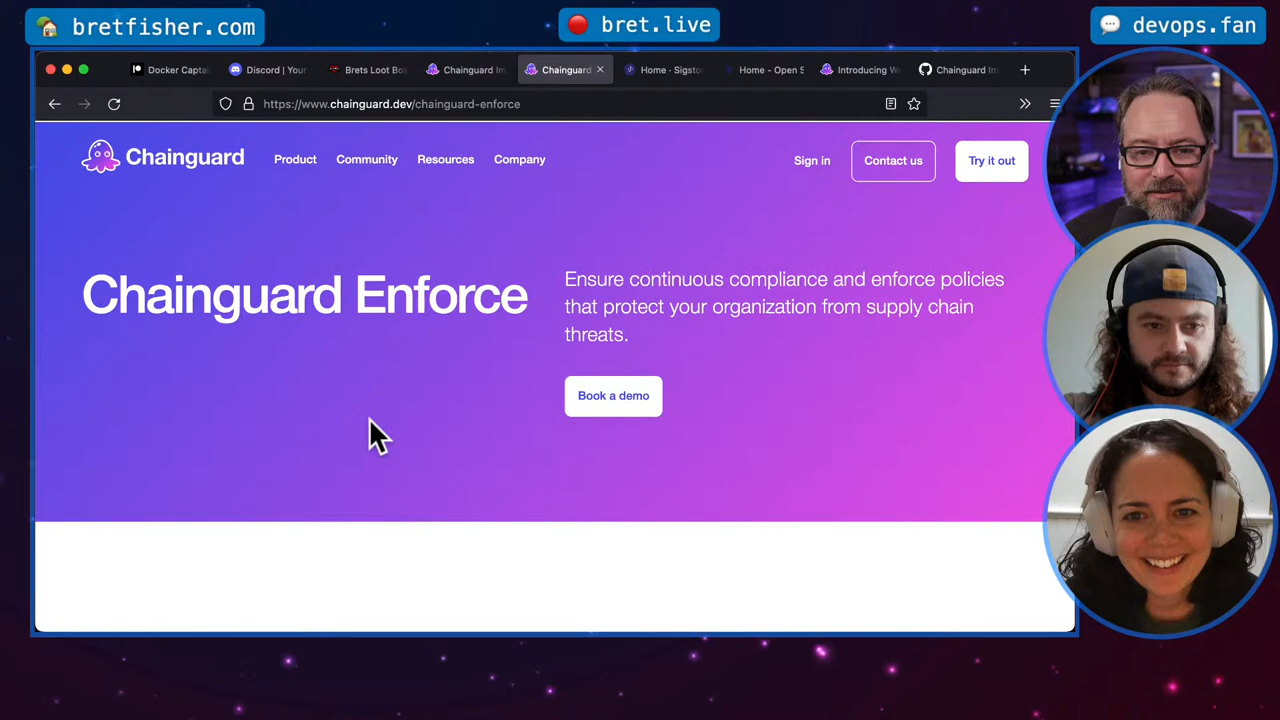 bretfisher.com
bret.live
devops.fan
Docker Capta
Discord | Your
Brets Loot Bo
Chainguard Im
Chainguard
Home - Sigsto
Home - Open S
Introducing W
Chainguard Im
https://www.chainguard.dev/chainguard-enforce
Chainguard
Product
Community
Resources
Company
Sign in
Contact us
Try it out
Chainguard Enforce
Ensure continuous compliance and enforce policies
that protect your organization from supply chain
threats.
Book a demo